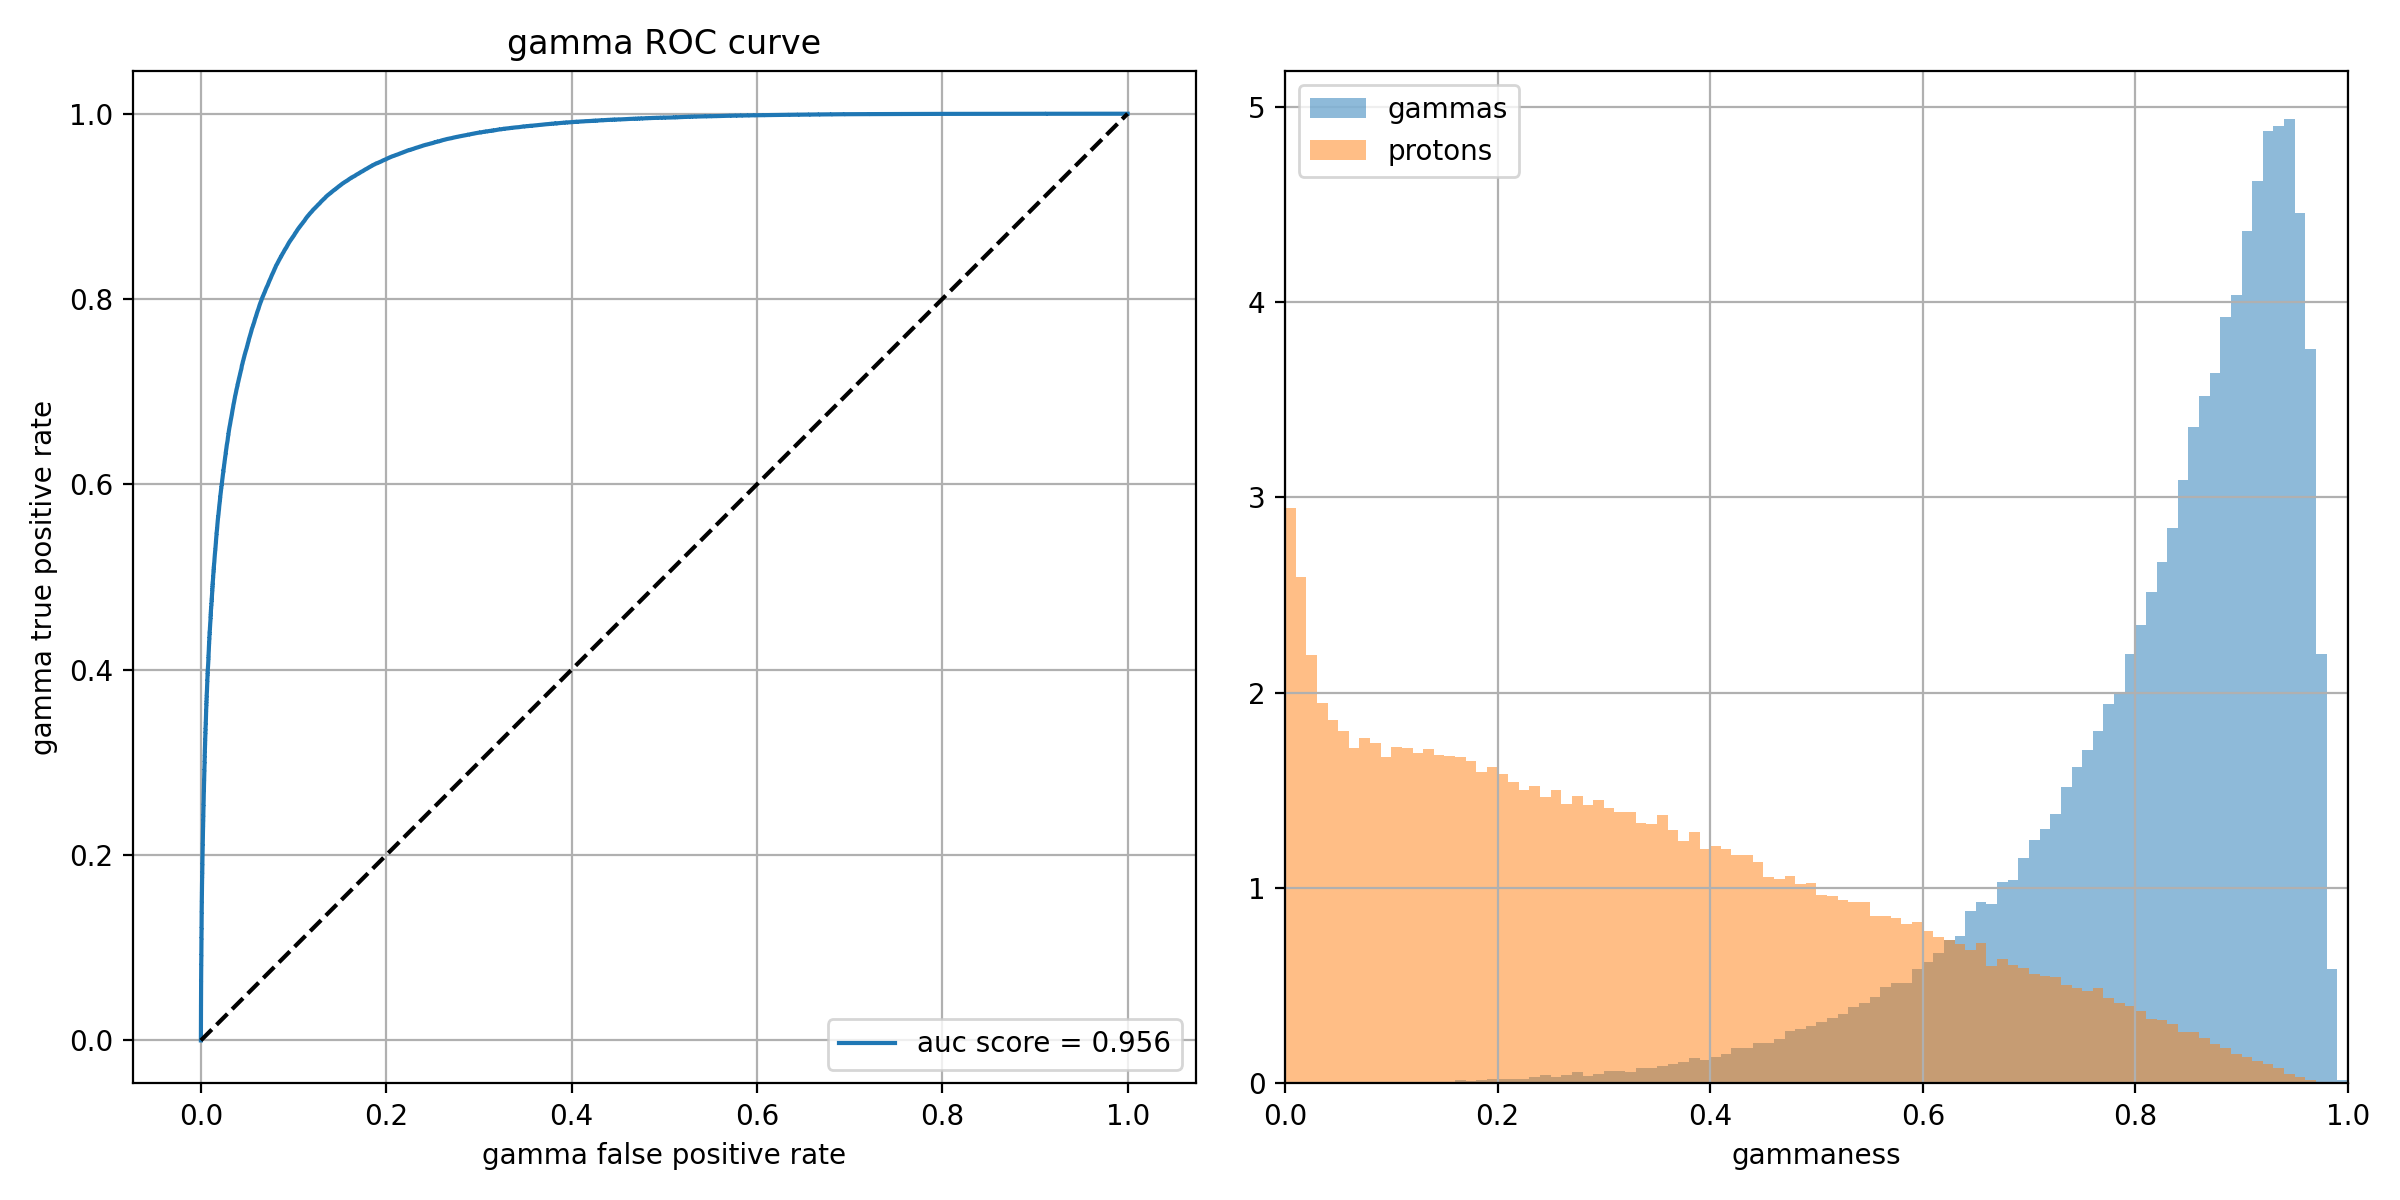 gamma ROC curve
1.0
0.8
0.6
0.4
0.2
0.0
gamma true positive rate
auc score = 0.956
0.0 0.2 0.4 0.6 0.8 1.0
gamma false positive rate
gammas
protons
5
4
3
2
1
0
0.0 0.2 0.4 0.6 0.8 1.0
gammaness